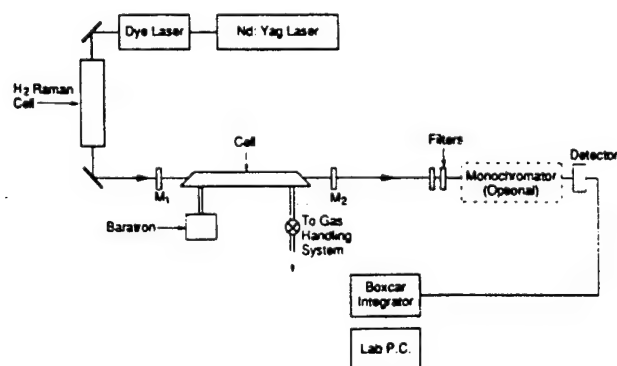 Dye Laser
Nd: Yag Laser
H2 Raman
Cell
Cell
Filters
Detector
Monochromator
(Optional)
M1
M2
Baratron
To Gas
Handling
System
Boxcar
Integrator
Lab P.C.